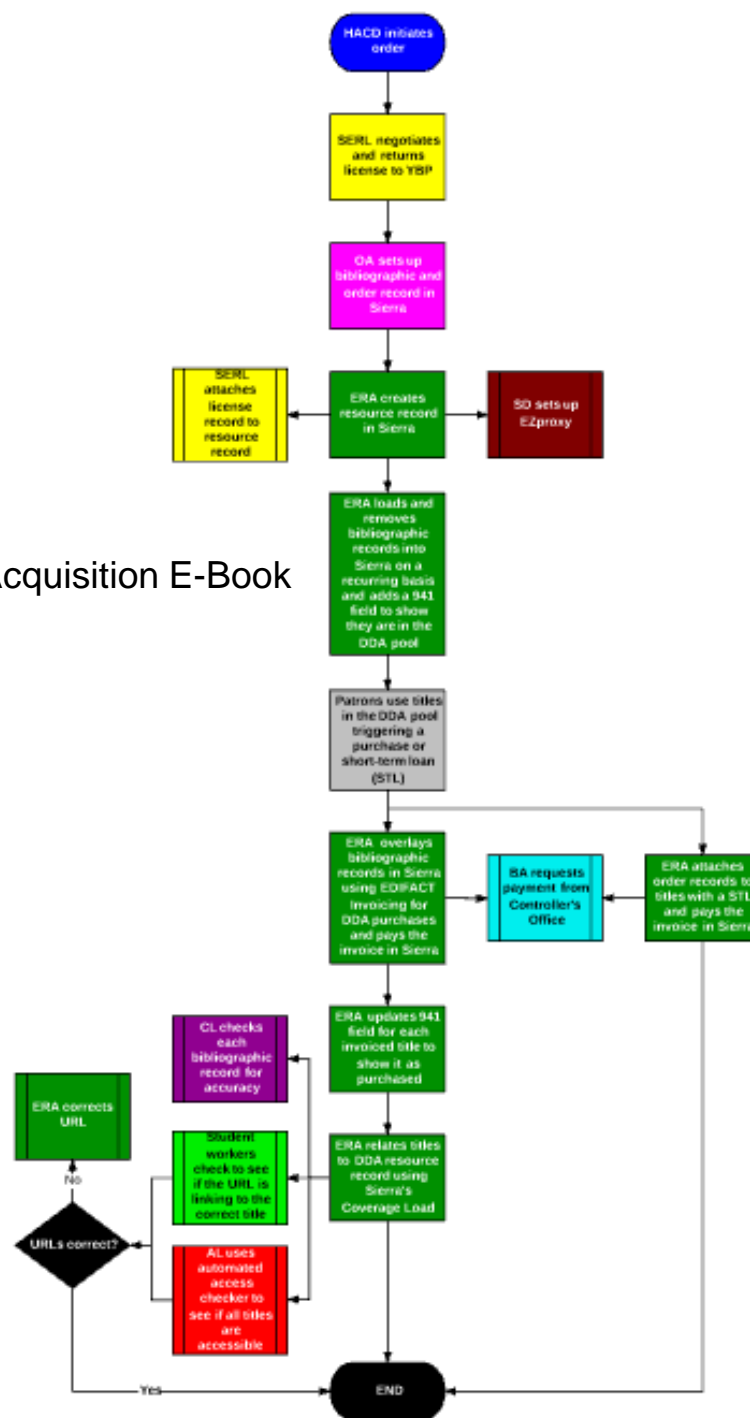 HACD initiates
order
SERL negotiates
and returns
license to YBP
OA sets up
bibliographic and
order record in
Sierra
SERL
attaches
license
record to
resource
record
ERA creates
resource record
in Sierra
SD sets up
EZproxy
ERA loads and
removes
bibliographic
records into
Sierra on a
recurring basis
and adds a 941
field to show
they are in the
DDA pool
Acquisition E-Book
Patrons use titles
in the DDA pool
triggering a
purchase or
short-term loan
(STL)
ERA overlays
bibliographic
records in Sierra
using EDIFACT
Invoicing for
DDA purchases
and pays the
invoice in Sierra
BA requests
payment from
Controller's
Office
ERA attaches
order records to
titles with a STL
and pays the
invoice in Sierra
ERA updates 941
field for each
invoiced title to
show it as
purchased
CL checks
each
bibliographic
record for
accuracy
ERA corrects
URL
Student
workers
check to see
if the URL is
linking to the
correct title
ERA relates titles
to DDA resource
record using
Sierra's
Coverage Load
No
URLs correct?
AL uses
automated
access
checker to
see if all titles
are
accessible
Yes
END